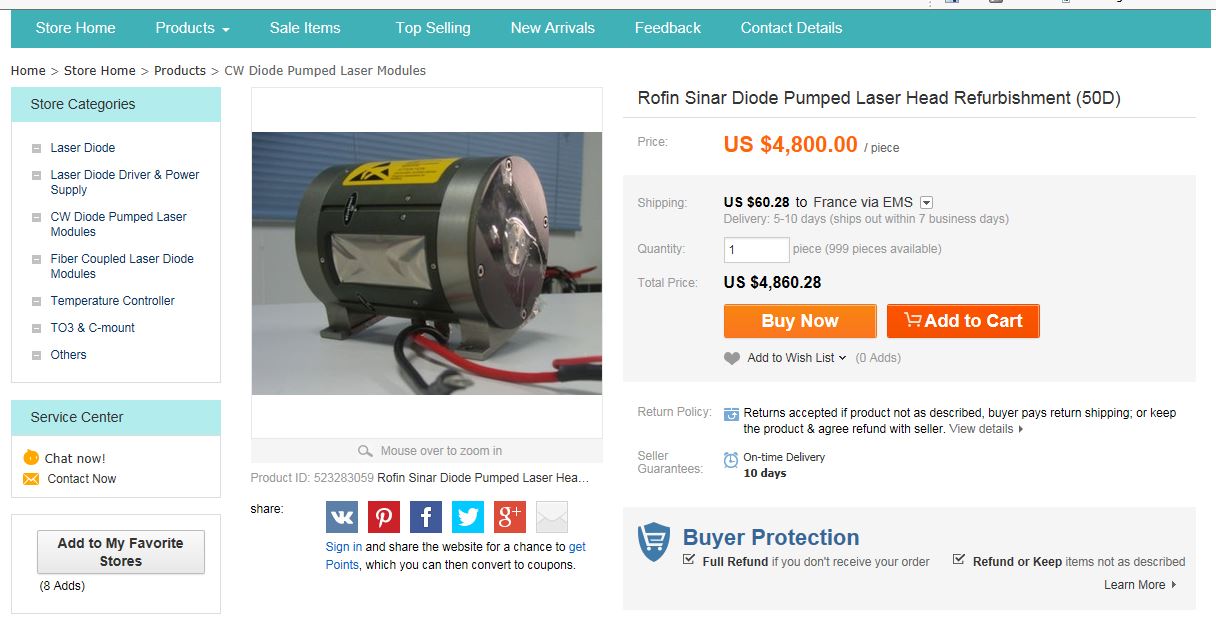 Store Home Products Sale Items Top Selling New Arrivals Feedback Contact Details
Home > Store Home > Products > CW Diode Pumped Laser Modules
Store Categories
Laser Diode
Laser Diode Driver & Power
Supply
CW Diode Pumped Laser
Modules
Fiber Coupled Laser Diode
Modules
Temperature Controller
TO3 & C-mount
Others
Service Center
Chat now!
Contact Now
Add to My Favorite
Stores
(8 Adds)
Mouse over to zoom in
Product ID: 523283059 Rofin Sinar Diode Pumped Laser Hea...
share:
Sign in and share the website for a chance to get
Points, which you can then convert to coupons.
Rofin Sinar Diode Pumped Laser Head Refurbishment (50D)
Price: US $4,800.00 / piece
Shipping: US $60.28 to France via EMS
Delivery: 5-10 days (ships out within 7 business days)
Quantity: 1 piece (999 pieces available)
Total Price: US $4,860.28
Buy Now Add to Cart
Add to Wish List (0 Adds)
Return Policy: Returns accepted if product not as described, buyer pays return shipping; or keep
the product & agree refund with seller. View details
Seller
Guarantees:
On-time Delivery
10 days
Buyer Protection
Full Refund if you don't receive your order Refund or Keep items not as described
Learn More